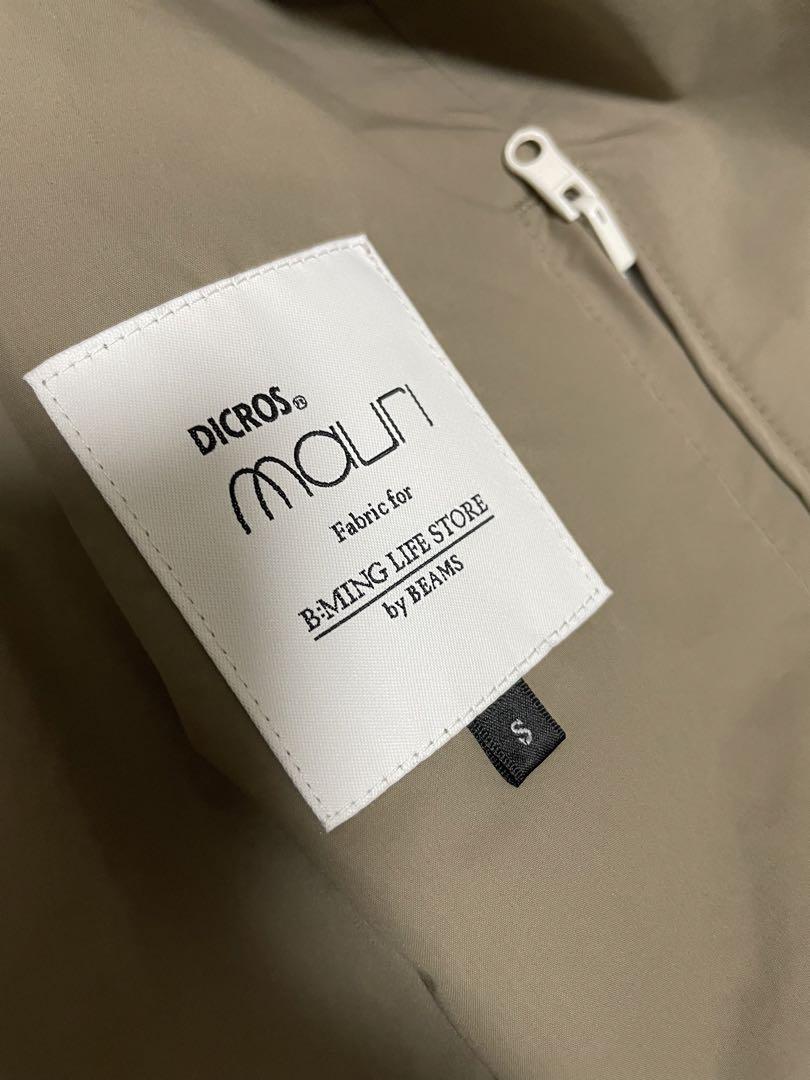 DICROS®
mauri
Fabric for
B:MING LIFE STORE
by BEAMS
S